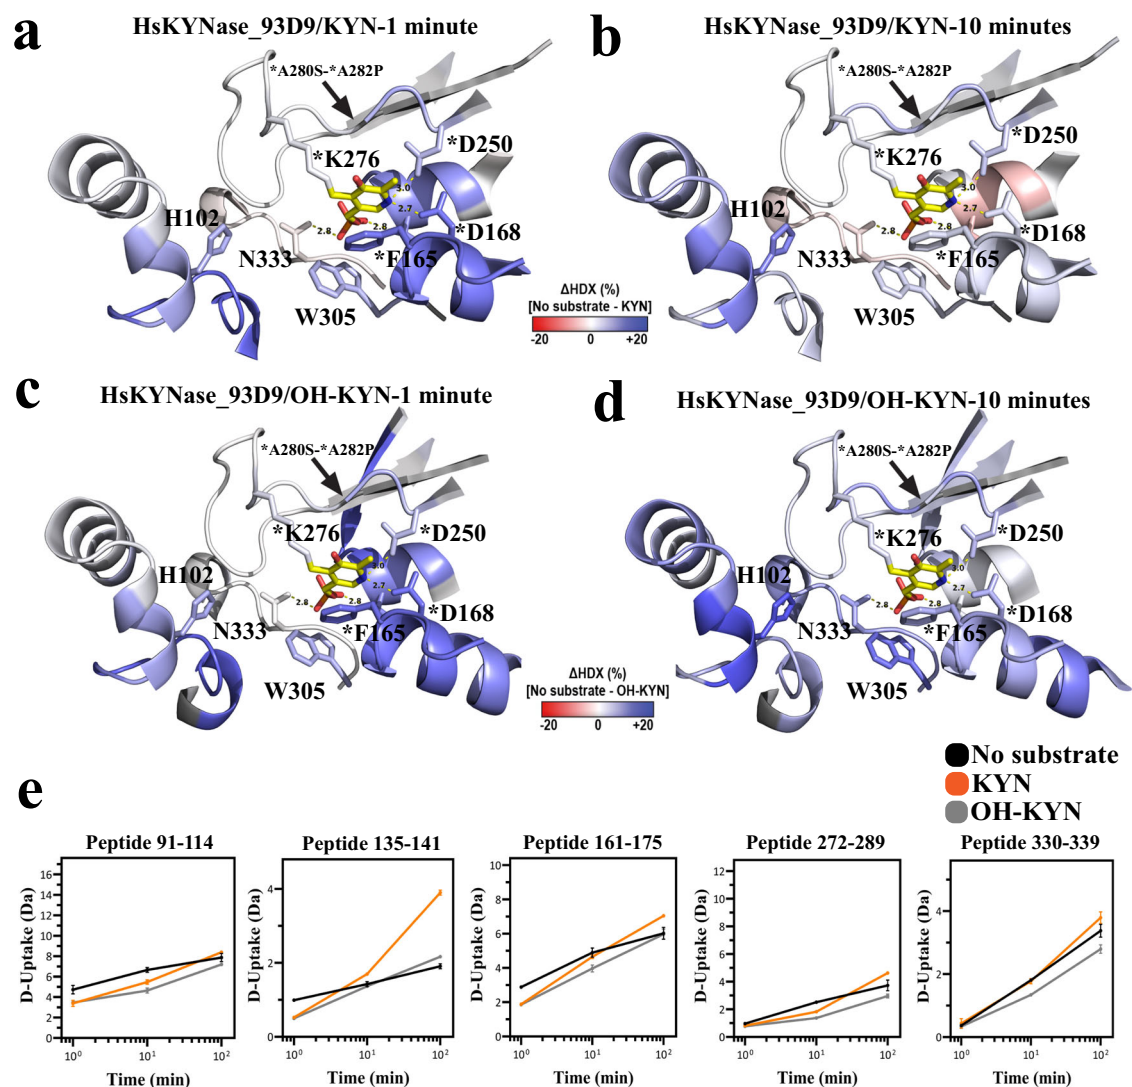 a
HsKYNase_93D9/KYN-1 minute
*A280S-*A282P
*K276
*D250
H102
N333
*F165
*D168
W305
3.0
2.7
2.8
2.8
ΔHDX (%)
[No substrate - KYN]
-20 0 +20
b
HsKYNase_93D9/KYN-10 minutes
*A280S-*A282P
*K276
*D250
H102
N333
*F165
*D168
W305
3.0
2.7
2.8
2.8
c
HsKYNase_93D9/OH-KYN-1 minute
*A280S-*A282P
*K276
*D250
H102
N333
*F165
*D168
W305
3.0
2.7
2.8
2.8
ΔHDX (%)
[No substrate - OH-KYN]
-20 0 +20
d
HsKYNase_93D9/OH-KYN-10 minutes
*A280S-*A282P
*K276
*D250
H102
N333
*F165
*D168
W305
3.0
2.7
2.8
2.8
No substrate
KYN
OH-KYN
e
Peptide 91-114
D-Uptake (Da)
16
14
12
10
8
6
4
2
0
10⁰ 10¹ 10²
Time (min)
Peptide 135-141
D-Uptake (Da)
4
2
0
10⁰ 10¹ 10²
Time (min)
Peptide 161-175
D-Uptake (Da)
10
8
6
4
2
0
10⁰ 10¹ 10²
Time (min)
Peptide 272-289
D-Uptake (Da)
12
10
8
6
4
2
0
10⁰ 10¹ 10²
Time (min)
Peptide 330-339
D-Uptake (Da)
4
2
0
10⁰ 10¹ 10²
Time (min)